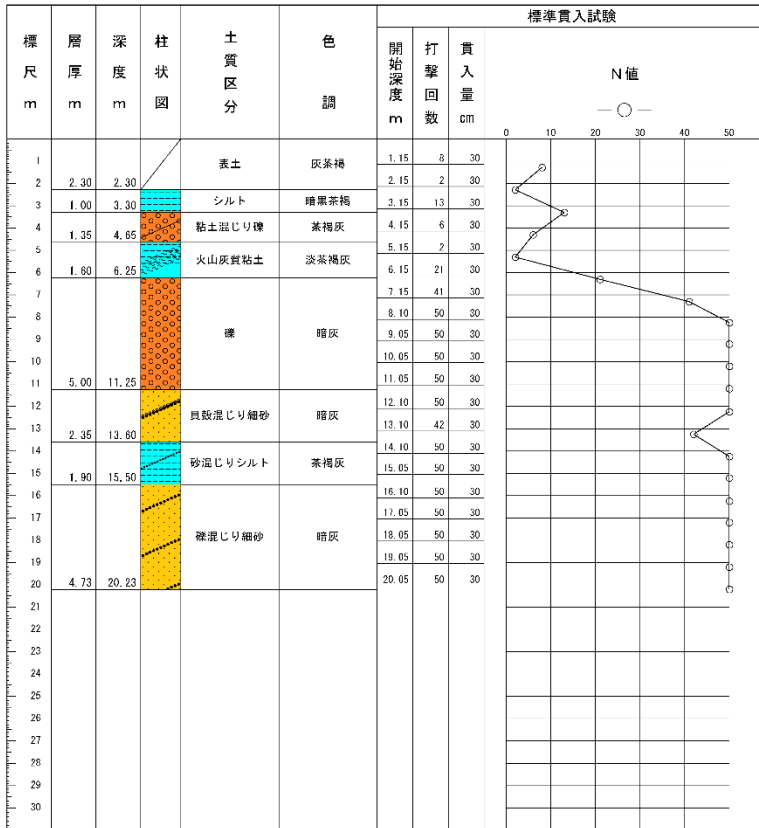 標準貫入試験
標尺 m
層厚 m
深度 m
柱状図
土質区分
色調
開始深度 m
打撃回数
貫入量 cm
N値
0 10 20 30 40 50
1 表土 灰茶褐 1.15 8 30
2 2.30 2.30 2.15 2 30
3 1.00 3.30 シルト 暗黒茶褐 3.15 13 30
4 1.35 4.65 粘土混じり礫 茶褐灰 4.15 6 30
5 火山灰質粘土 淡茶褐灰 5.15 2 30
6 1.60 6.25 6.15 21 30
7 7.15 41 30
8 8.10 50 30
9 礫 暗灰 9.05 50 30
10 10.05 50 30
11 5.00 11.25 11.05 50 30
12 貝殻混じり細砂 暗灰 12.10 50 30
13 2.35 13.60 13.10 42 30
14 砂混じりシルト 茶褐灰 14.10 50 30
15 1.90 15.50 15.05 50 30
16 16.10 50 30
17 17.05 50 30
18 礫混じり細砂 暗灰 18.05 50 30
19 19.05 50 30
20 4.73 20.23 20.05 50 30
21
22
23
24
25
26
27
28
29
30